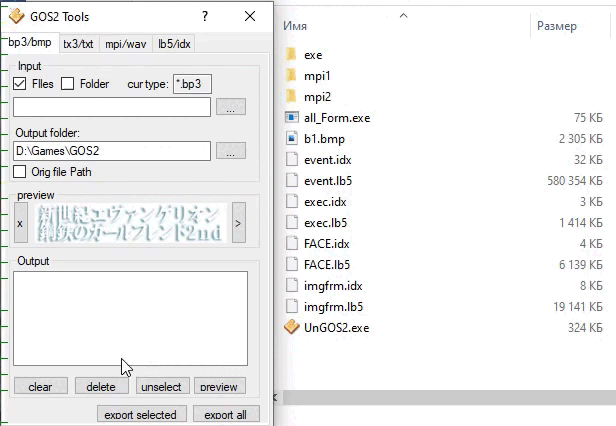 GOS2 Tools
?
bp3/bmp tx3/txt mpi/wav lb5/idx
Input
FIles Folder cur type: *.bp3
...
Output folder:
D:\Games\GOS2 ...
Orig file Path
preview
x >
新世紀エヴァンゲリオン
鋼鉄のガールフレンド2nd
Output
clear delete unselect preview
export selected export all
Имя Размер
exe
mpi1
mpi2
all_Form.exe 75 КБ
b1.bmp 2 305 КБ
event.idx 32 КБ
event.lb5 580 354 КБ
exec.idx 3 КБ
exec.lb5 1 414 КБ
FACE.idx 4 КБ
FACE.lb5 6 139 КБ
imgfrm.idx 8 КБ
imgfrm.lb5 19 141 КБ
UnGOS2.exe 324 КБ